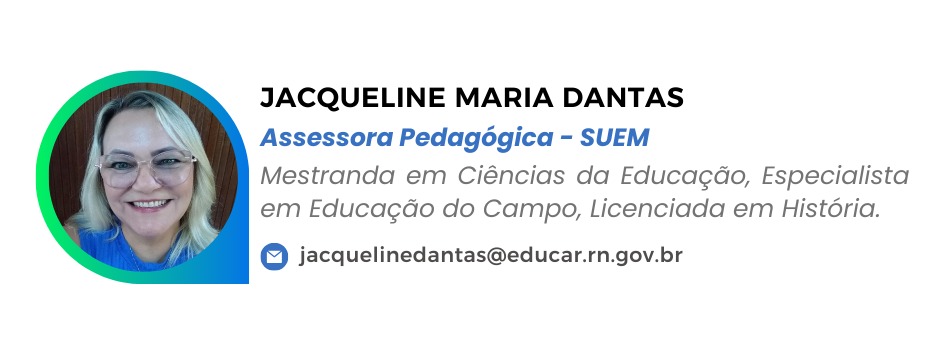 JACQUELINE MARIA DANTAS
Assessora Pedagógica - SUEM
Mestranda em Ciências da Educação, Especialista
em Educação do Campo, Licenciada em História.
jacquelinedantas@educar.rn.gov.br